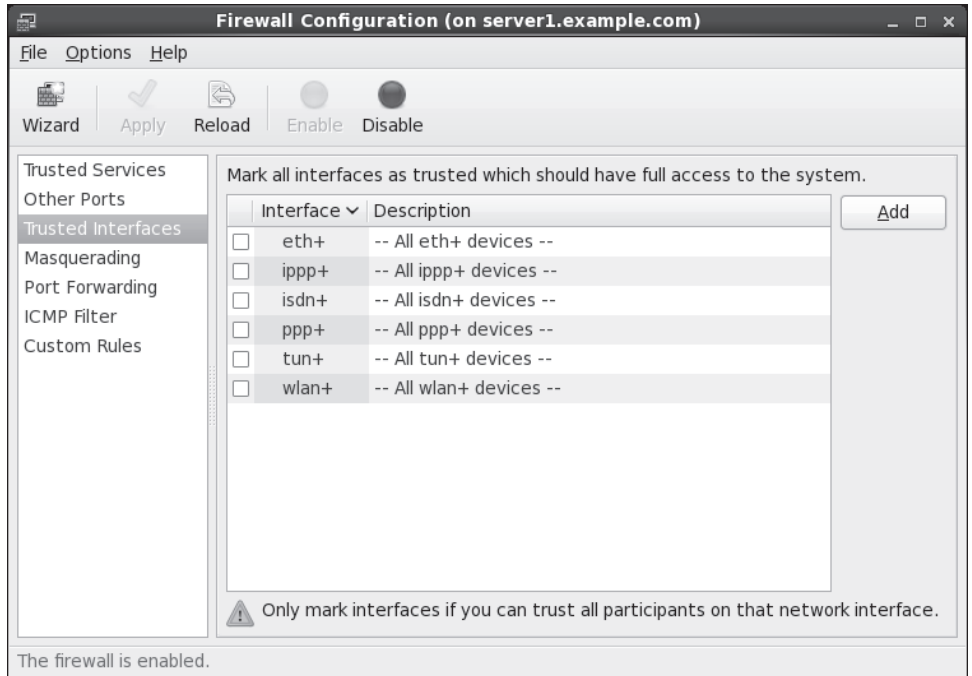 Firewall Configuration (on server1.example.com)
File Options Help
Wizard Apply Reload Enable Disable
Trusted Services
Other Ports
Trusted Interfaces
Masquerading
Port Forwarding
ICMP Filter
Custom Rules
Mark all interfaces as trusted which should have full access to the system.
Interface Description
eth+ -- All eth+ devices --
ippp+ -- All ippp+ devices --
isdn+ -- All isdn+ devices --
ppp+ -- All ppp+ devices --
tun+ -- All tun+ devices --
wlan+ -- All wlan+ devices --
Add
Only mark interfaces if you can trust all participants on that network interface.
The firewall is enabled.